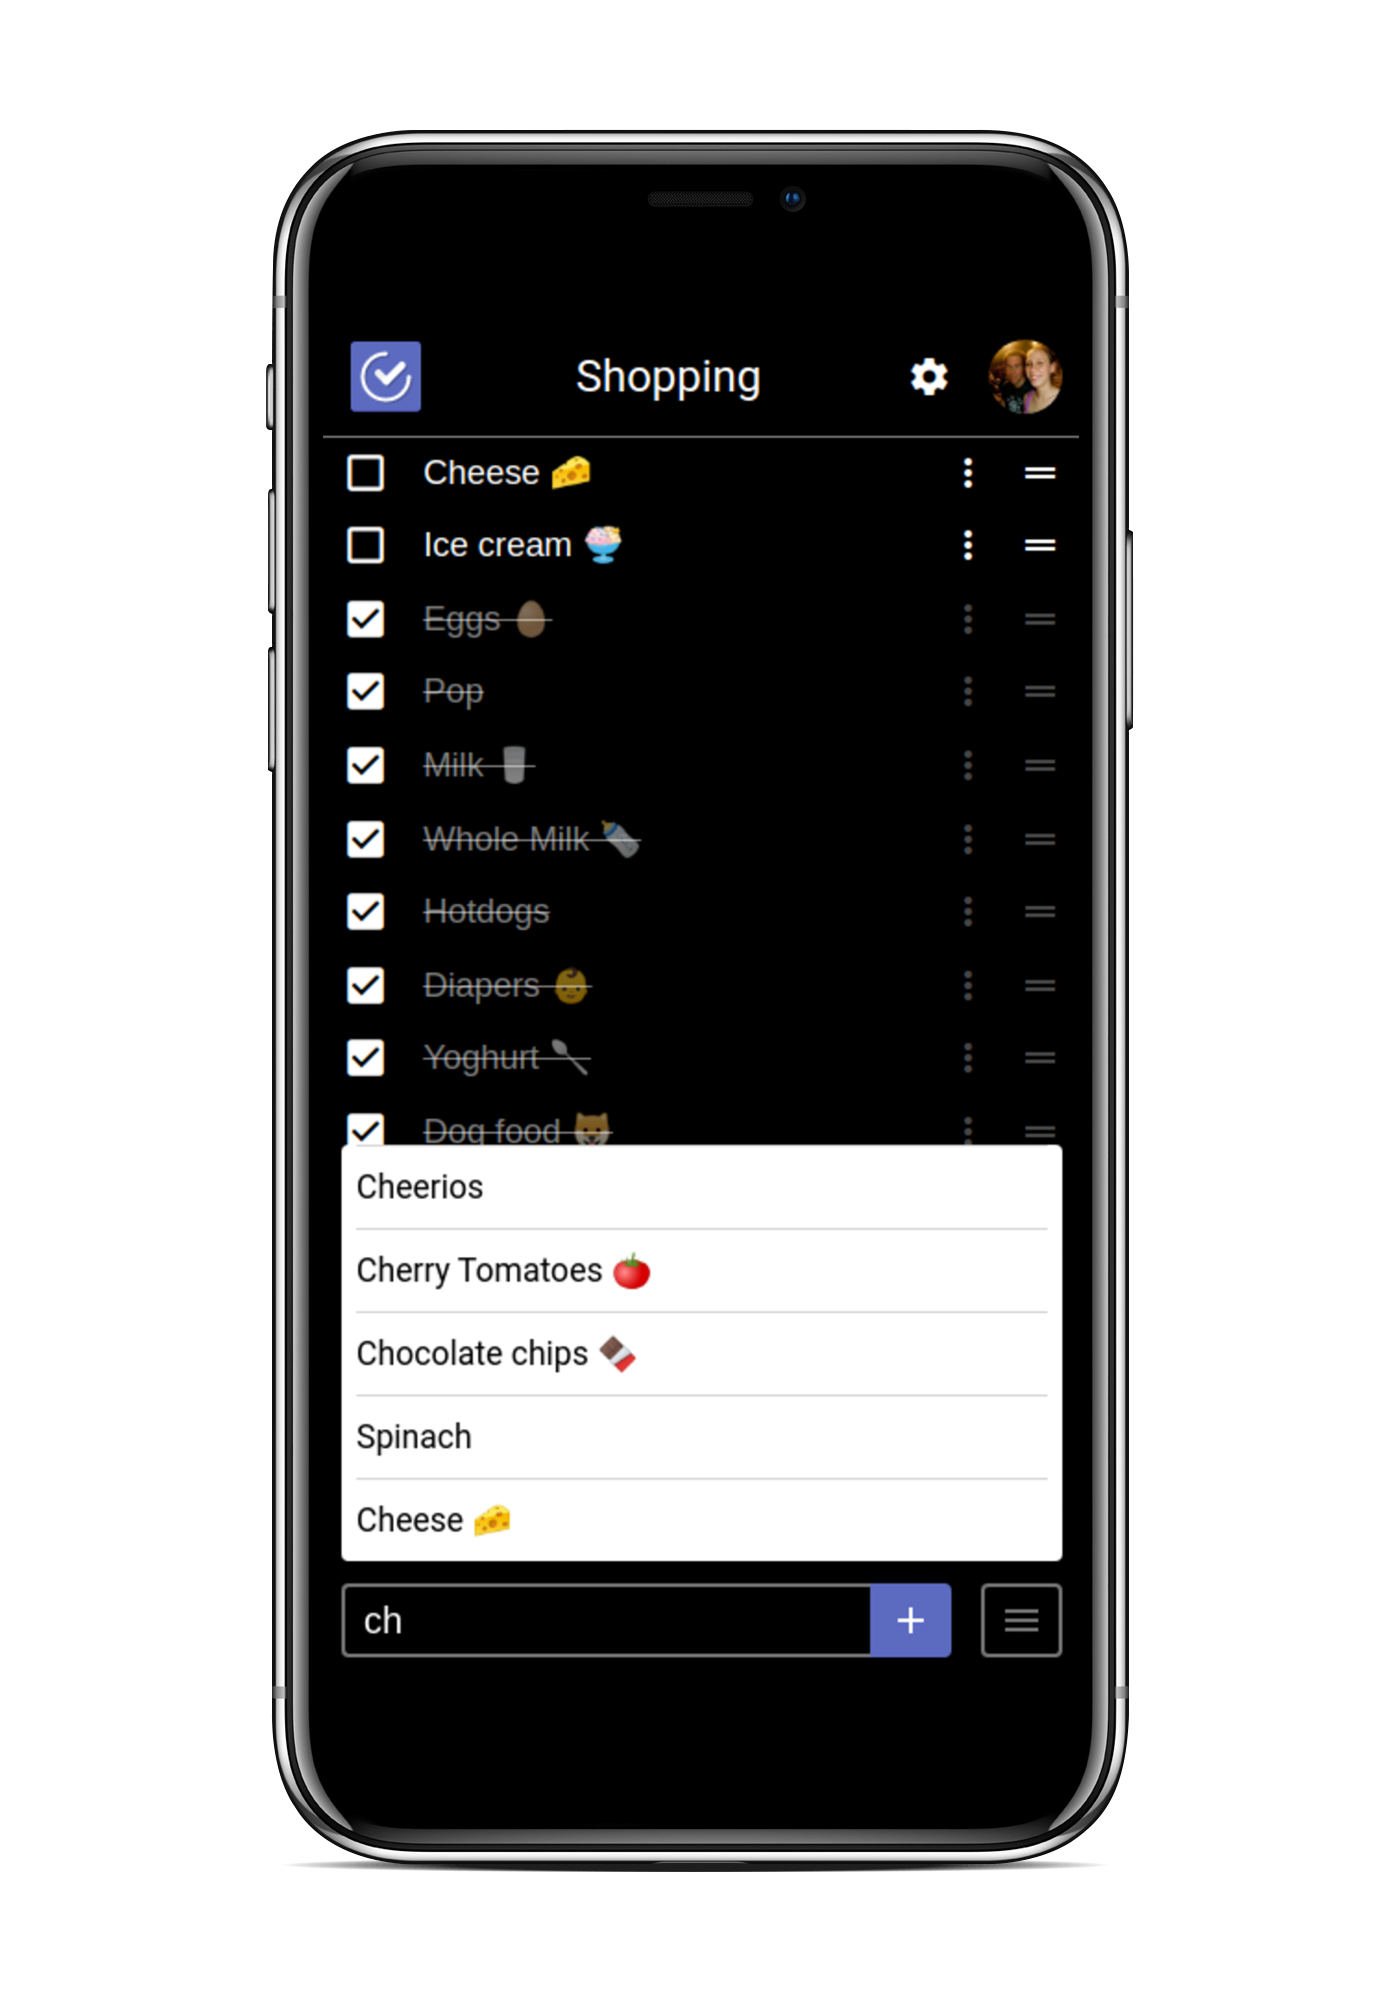 Shopping
Cheese 🧀
Ice cream 🍨
Eggs 🥚
Pop
Milk 🥛
Whole Milk 🍼
Hotdogs
Diapers 👶
Yoghurt 🥄
Dog food 🐕
Cheerios
Cherry Tomatoes 🍅
Chocolate chips 🍫
Spinach
Cheese 🧀
ch